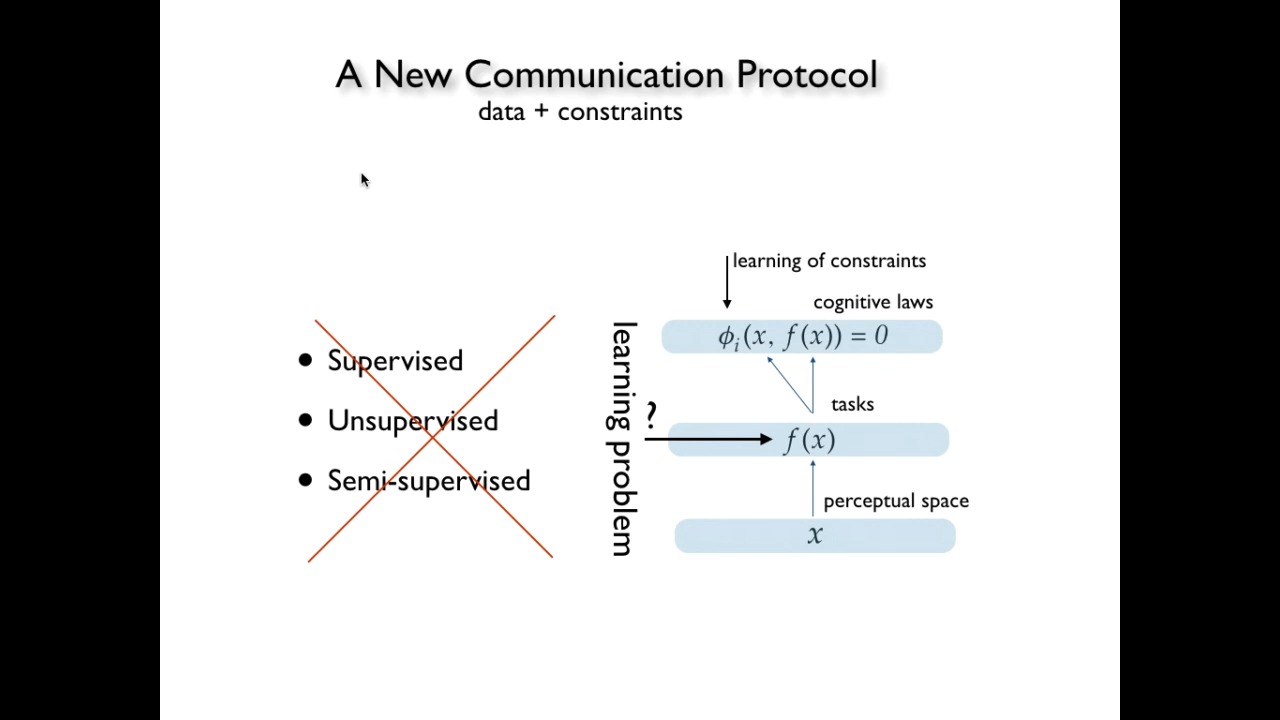 A New Communication Protocol
data + constraints
learning of constraints
cognitive laws
ϕᵢ(x, f(x)) = 0
• Supervised
• Unsupervised
• Semi-supervised
learning problem
?
tasks
f(x)
perceptual space
x